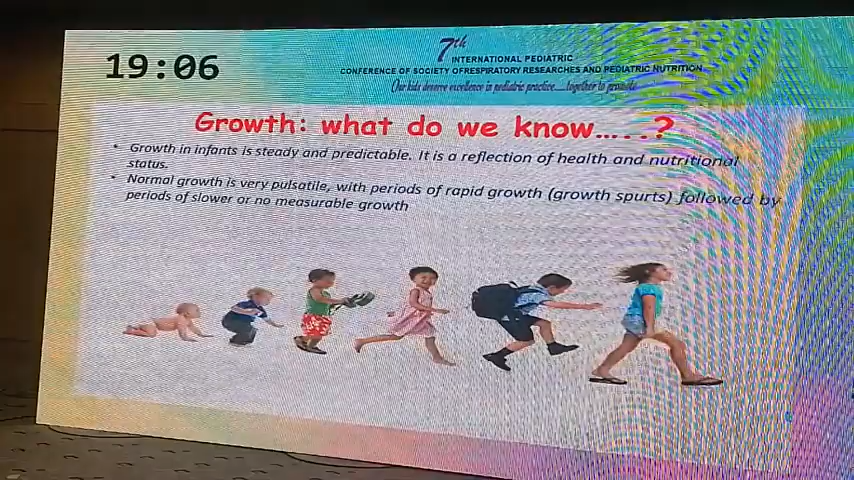 19:06
7th
INTERNATIONAL PEDIATRIC
CONFERENCE OF SOCIETY OFRESPIRATORY RESEARCHES AND PEDIATRIC NUTRITION
Our kids deserve excellence in pediatric practice....together to promote
Growth: what do we know.....?
• Growth in infants is steady and predictable. It is a reflection of health and nutritional
status.
• Normal growth is very pulsatile, with periods of rapid growth (growth spurts) followed by
periods of slower or no measurable growth